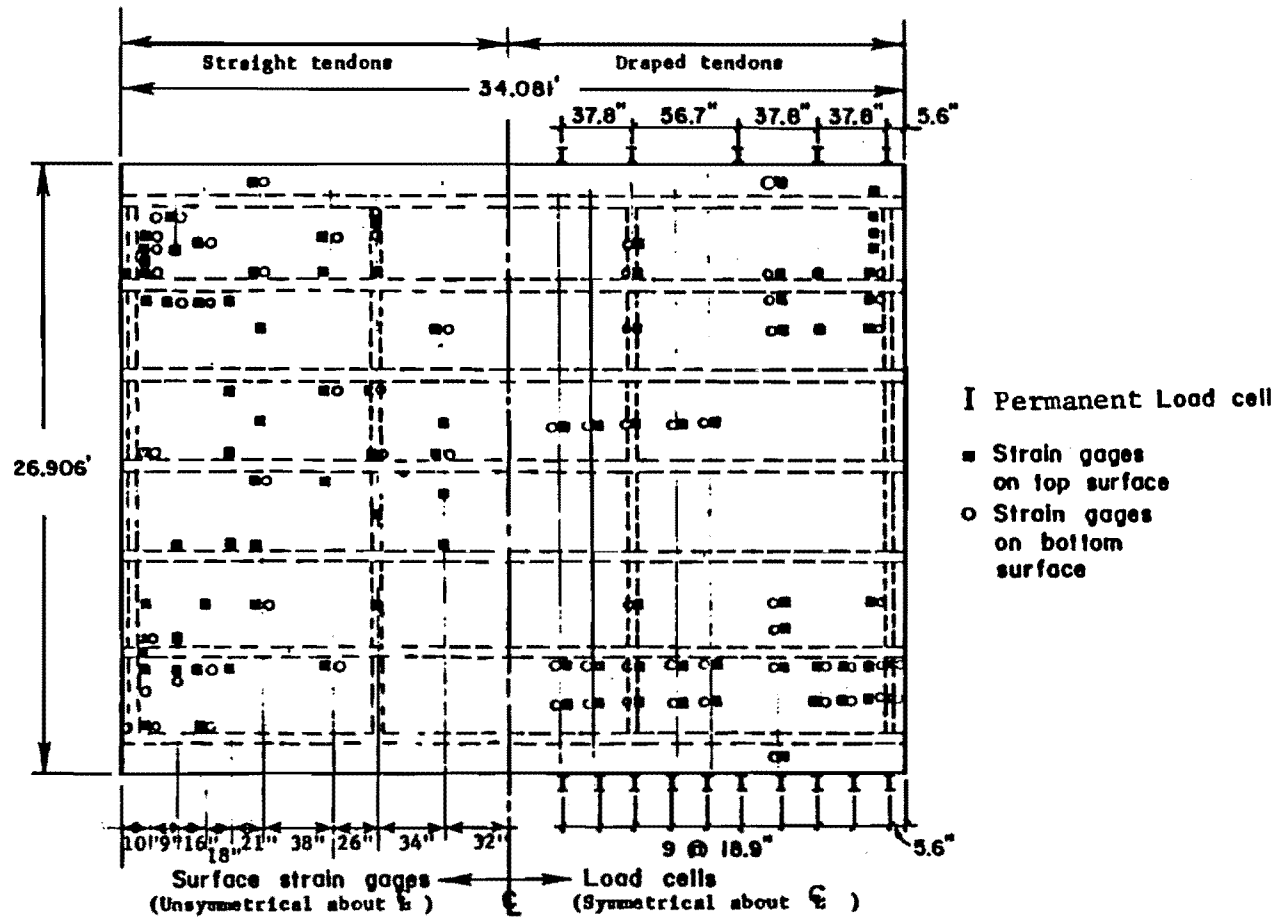 Straight tendons
Draped tendons
34.081'
37.8" 56.7" 37.8" 37.8" 5.6"
26.906'
I Permanent Load cell
■ Strain gages
on top surface
o Strain gages
on bottom
surface
9" 16" 18" 21" 38" 26" 34" 32"
9 @ 18.9"
5.6"
Surface strain gages
(Unsymmetrical about ℄)
℄
Load cells
(Symmetrical about ℄)